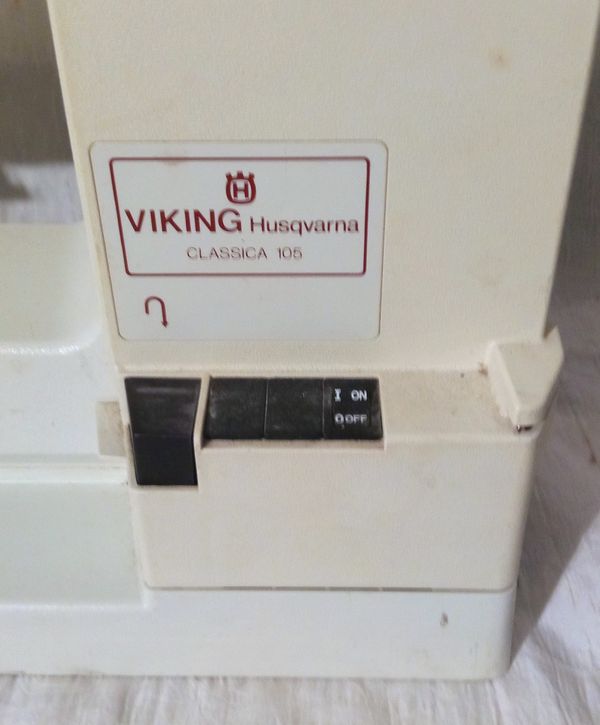 H
VIKING Husqvarna
CLASSICA 105
I ON
O OFF